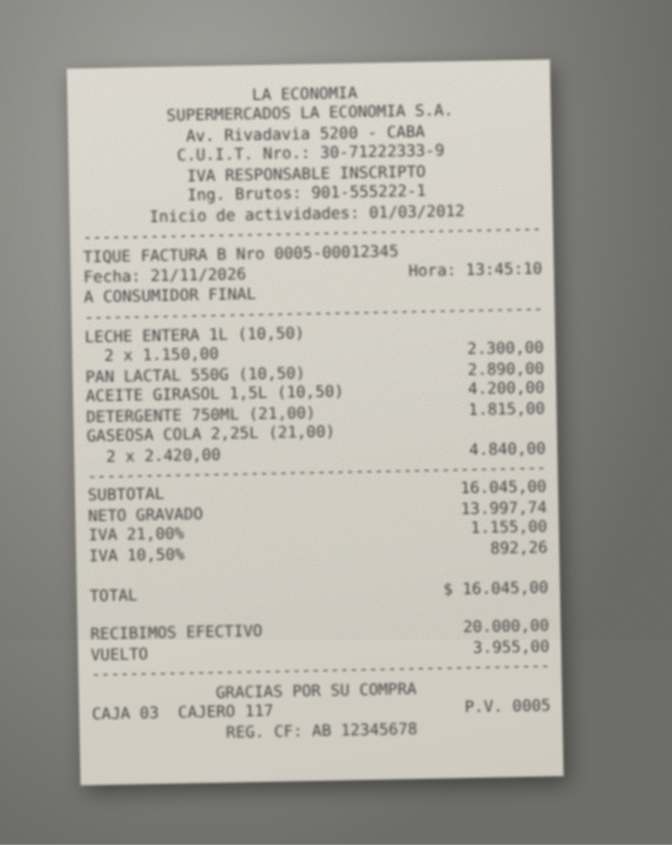 LA ECONOMIA
SUPERMERCADOS LA ECONOMIA S.A.
Av. Rivadavia 5200 - CABA
C.U.I.T. Nro.: 30-71222333-9
IVA RESPONSABLE INSCRIPTO
Ing. Brutos: 901-555222-1
Inicio de actividades: 01/03/2012
------------------------------------------------
TIQUE FACTURA B Nro 0005-00012345
Fecha: 21/11/2026 Hora: 13:45:10
A CONSUMIDOR FINAL
------------------------------------------------
LECHE ENTERA 1L (10,50)
2 x 1.150,00 2.300,00
PAN LACTAL 550G (10,50) 2.890,00
ACEITE GIRASOL 1,5L (10,50) 4.200,00
DETERGENTE 750ML (21,00) 1.815,00
GASEOSA COLA 2,25L (21,00)
2 x 2.420,00 4.840,00
------------------------------------------------
SUBTOTAL 16.045,00
NETO GRAVADO 13.997,74
IVA 21,00% 1.155,00
IVA 10,50% 892,26
TOTAL $ 16.045,00
RECIBIMOS EFECTIVO 20.000,00
VUELTO 3.955,00
------------------------------------------------
GRACIAS POR SU COMPRA
CAJA 03 CAJERO 117 P.V. 0005
REG. CF: AB 12345678